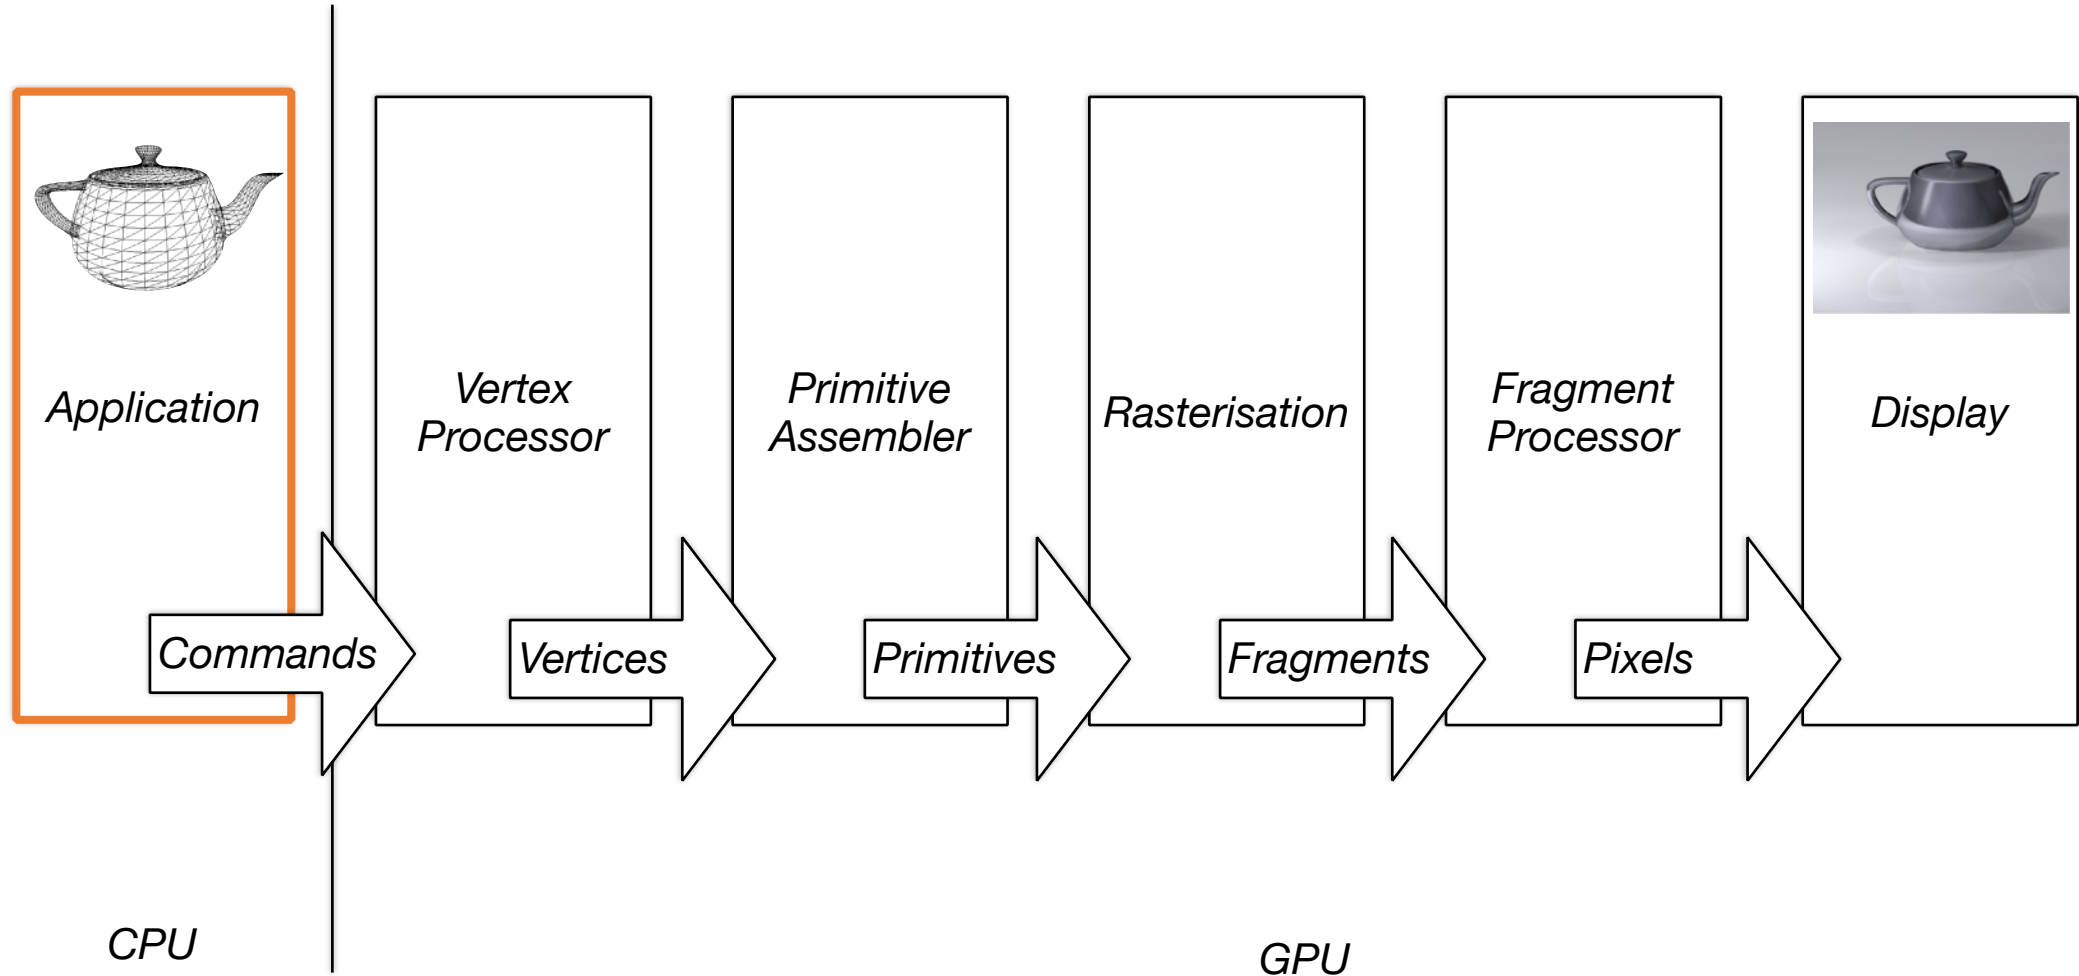 Application
Vertex
Processor
Primitive
Assembler
Rasterisation
Fragment
Processor
Display
Commands
Vertices
Primitives
Fragments
Pixels
CPU
GPU